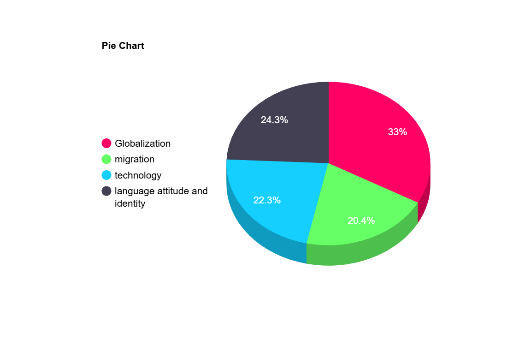 Pie Chart
24.3%
33%
Globalization
migration
technology
language attitude and
identity
22.3%
20.4%